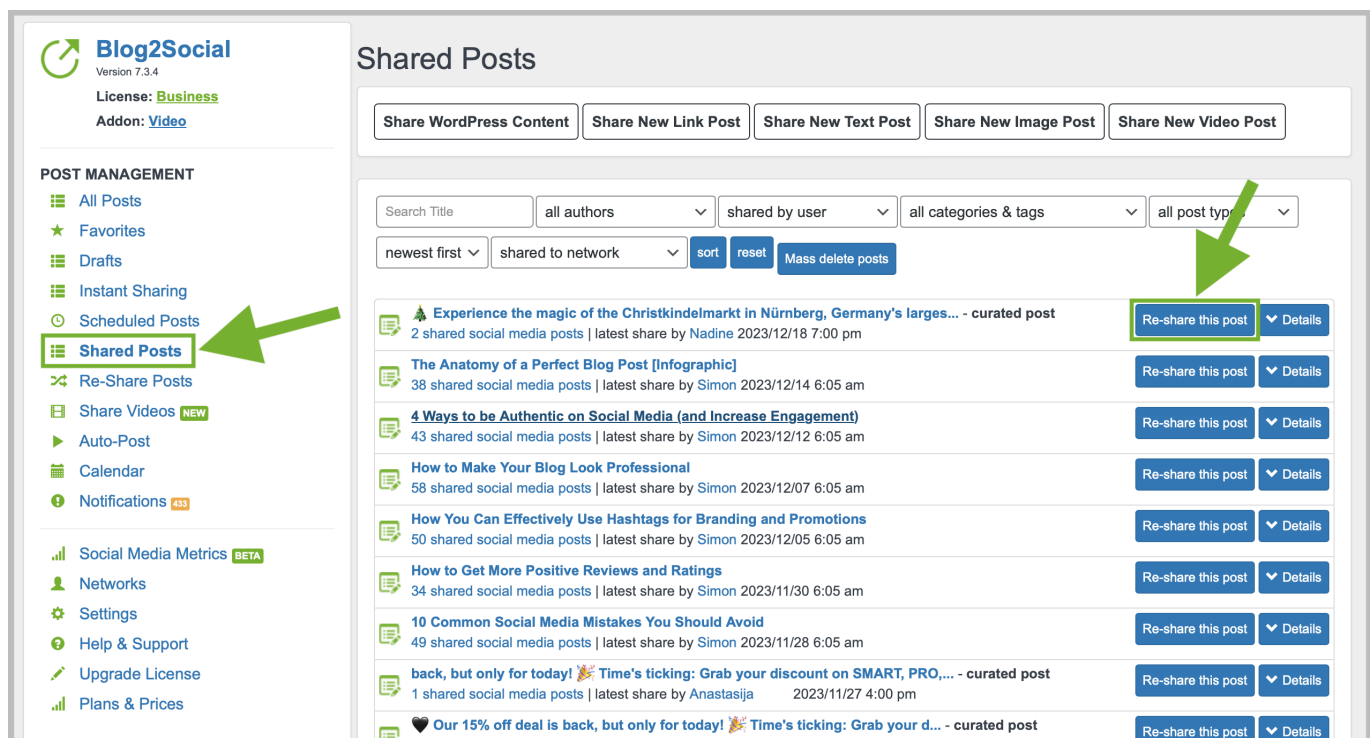 Blog2Social
Version 7.3.4
License: Business
Addon: Video
POST MANAGEMENT
All Posts
Favorites
Drafts
Instant Sharing
Scheduled Posts
Shared Posts
Re-Share Posts
Share Videos NEW
Auto-Post
Calendar
Notifications 433
Social Media Metrics BETA
Networks
Settings
Help & Support
Upgrade License
Plans & Prices
Shared Posts
Share WordPress Content Share New Link Post Share New Text Post Share New Image Post Share New Video Post
Search Title all authors shared by user all categories & tags all post types
newest first shared to network sort reset Mass delete posts
🎄 Experience the magic of the Christkindelmarkt in Nürnberg, Germany's larges... - curated post
2 shared social media posts | latest share by Nadine 2023/12/18 7:00 pm
Re-share this post Details
The Anatomy of a Perfect Blog Post [Infographic]
38 shared social media posts | latest share by Simon 2023/12/14 6:05 am
Re-share this post Details
4 Ways to be Authentic on Social Media (and Increase Engagement)
43 shared social media posts | latest share by Simon 2023/12/12 6:05 am
Re-share this post Details
How to Make Your Blog Look Professional
58 shared social media posts | latest share by Simon 2023/12/07 6:05 am
Re-share this post Details
How You Can Effectively Use Hashtags for Branding and Promotions
50 shared social media posts | latest share by Simon 2023/12/05 6:05 am
Re-share this post Details
How to Get More Positive Reviews and Ratings
34 shared social media posts | latest share by Simon 2023/11/30 6:05 am
Re-share this post Details
10 Common Social Media Mistakes You Should Avoid
49 shared social media posts | latest share by Simon 2023/11/28 6:05 am
Re-share this post Details
back, but only for today! 🎉 Time's ticking: Grab your discount on SMART, PRO,... - curated post
1 shared social media posts | latest share by Anastasija 2023/11/27 4:00 pm
Re-share this post Details
🖤 Our 15% off deal is back, but only for today! 🎉 Time's ticking: Grab your d... - curated post
Re-share this post Details